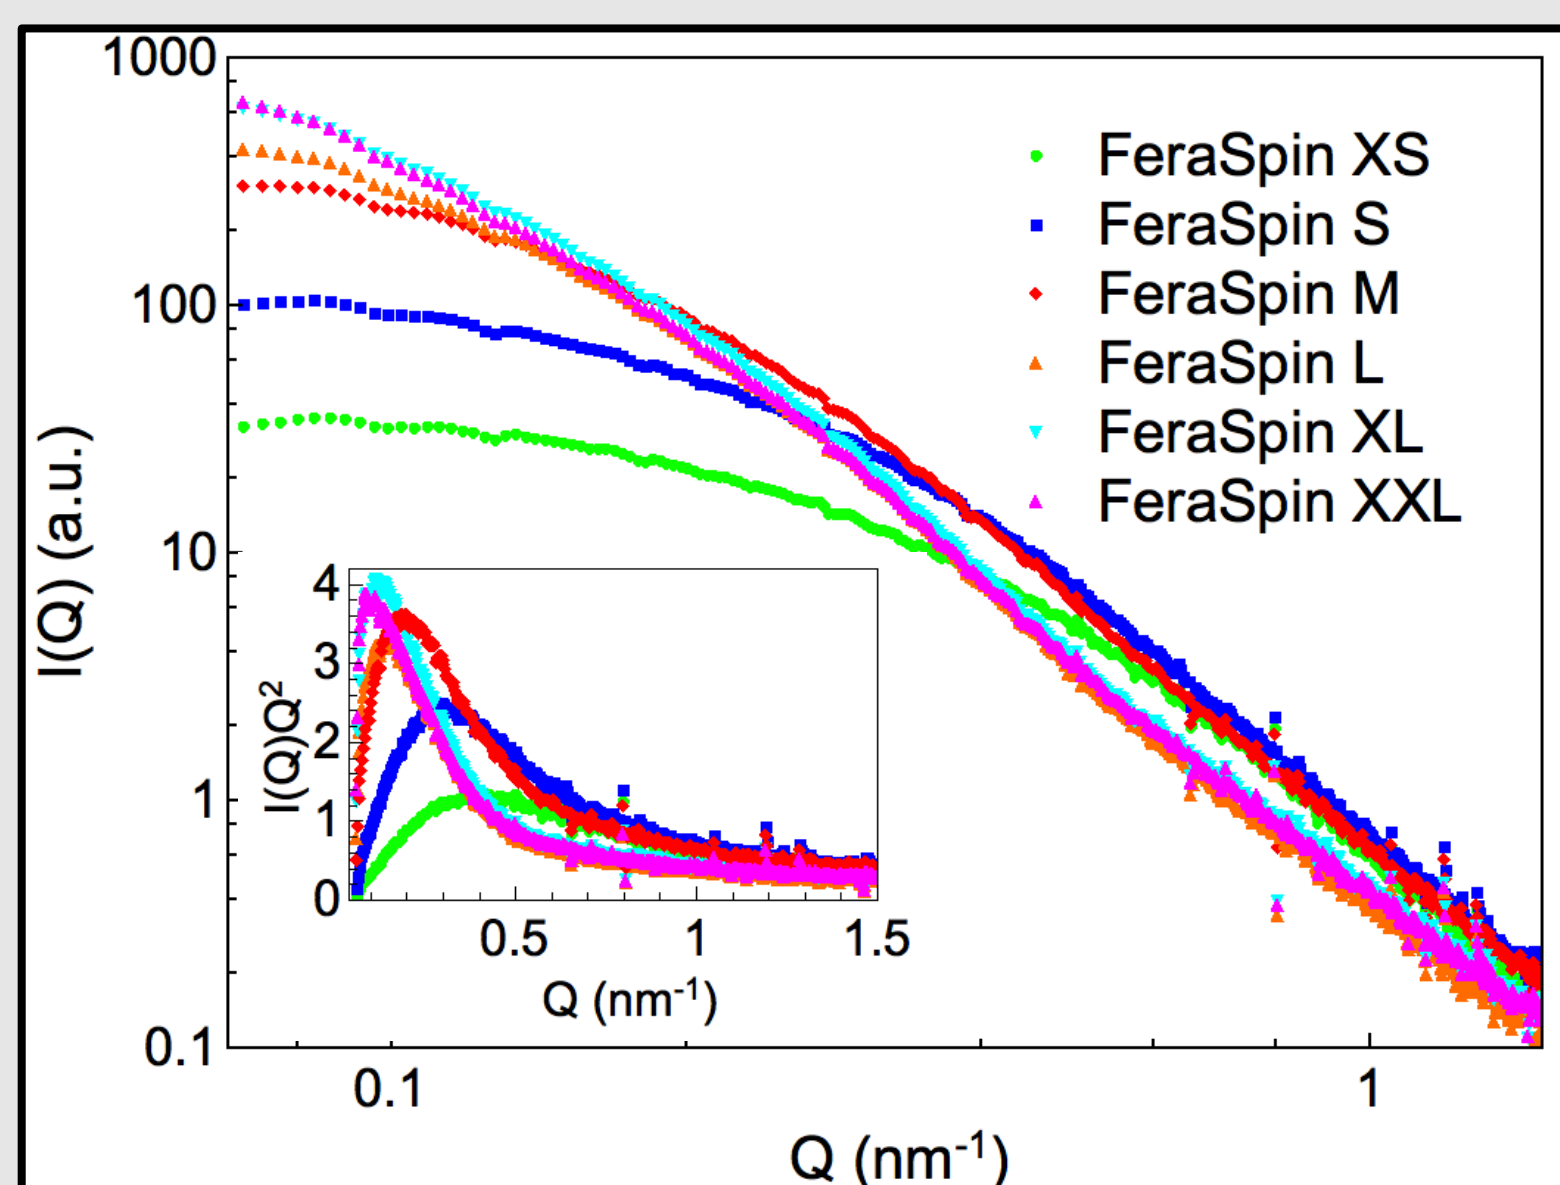 1000
100
10
1
0.1
I(Q) (a.u.)
FeraSpin XS
FeraSpin S
FeraSpin M
FeraSpin L
FeraSpin XL
FeraSpin XXL
4
3
2
1
0
I(Q)Q²
0.5 1 1.5
Q (nm⁻¹)
0.1 1
Q (nm⁻¹)